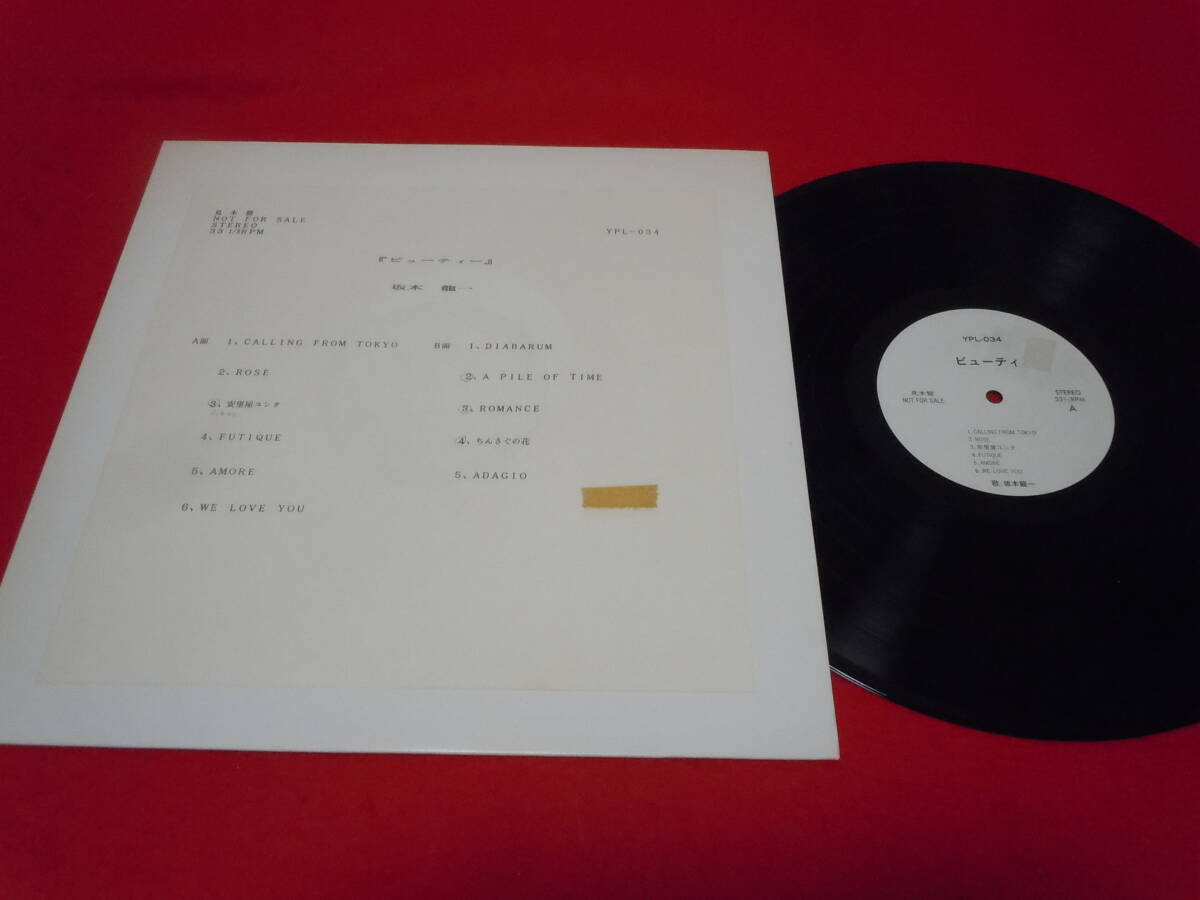 見本盤
NOT FOR SALE
STEREO
33 1/3RPM
YPL-034
『ビューティー』
坂本 龍一
A面 1、CALLING FROM TOKYO
2、ROSE
3、安里屋ユンタ
4、FUTIQUE
5、AMORE
6、WE LOVE YOU
B面 1、DIABARUM
2、A PILE OF TIME
3、ROMANCE
4、ちんさぐの花
5、ADAGIO
YPL-034
ビューティ
見本盤
NOT FOR SALE
STEREO
33 1/3RPM
A
1.CALLING FROM TOKYO
2.ROSE
3.安里屋ユンタ
4.FUTIQUE
5.AMORE
6.WE LOVE YOU
歌:坂本龍一